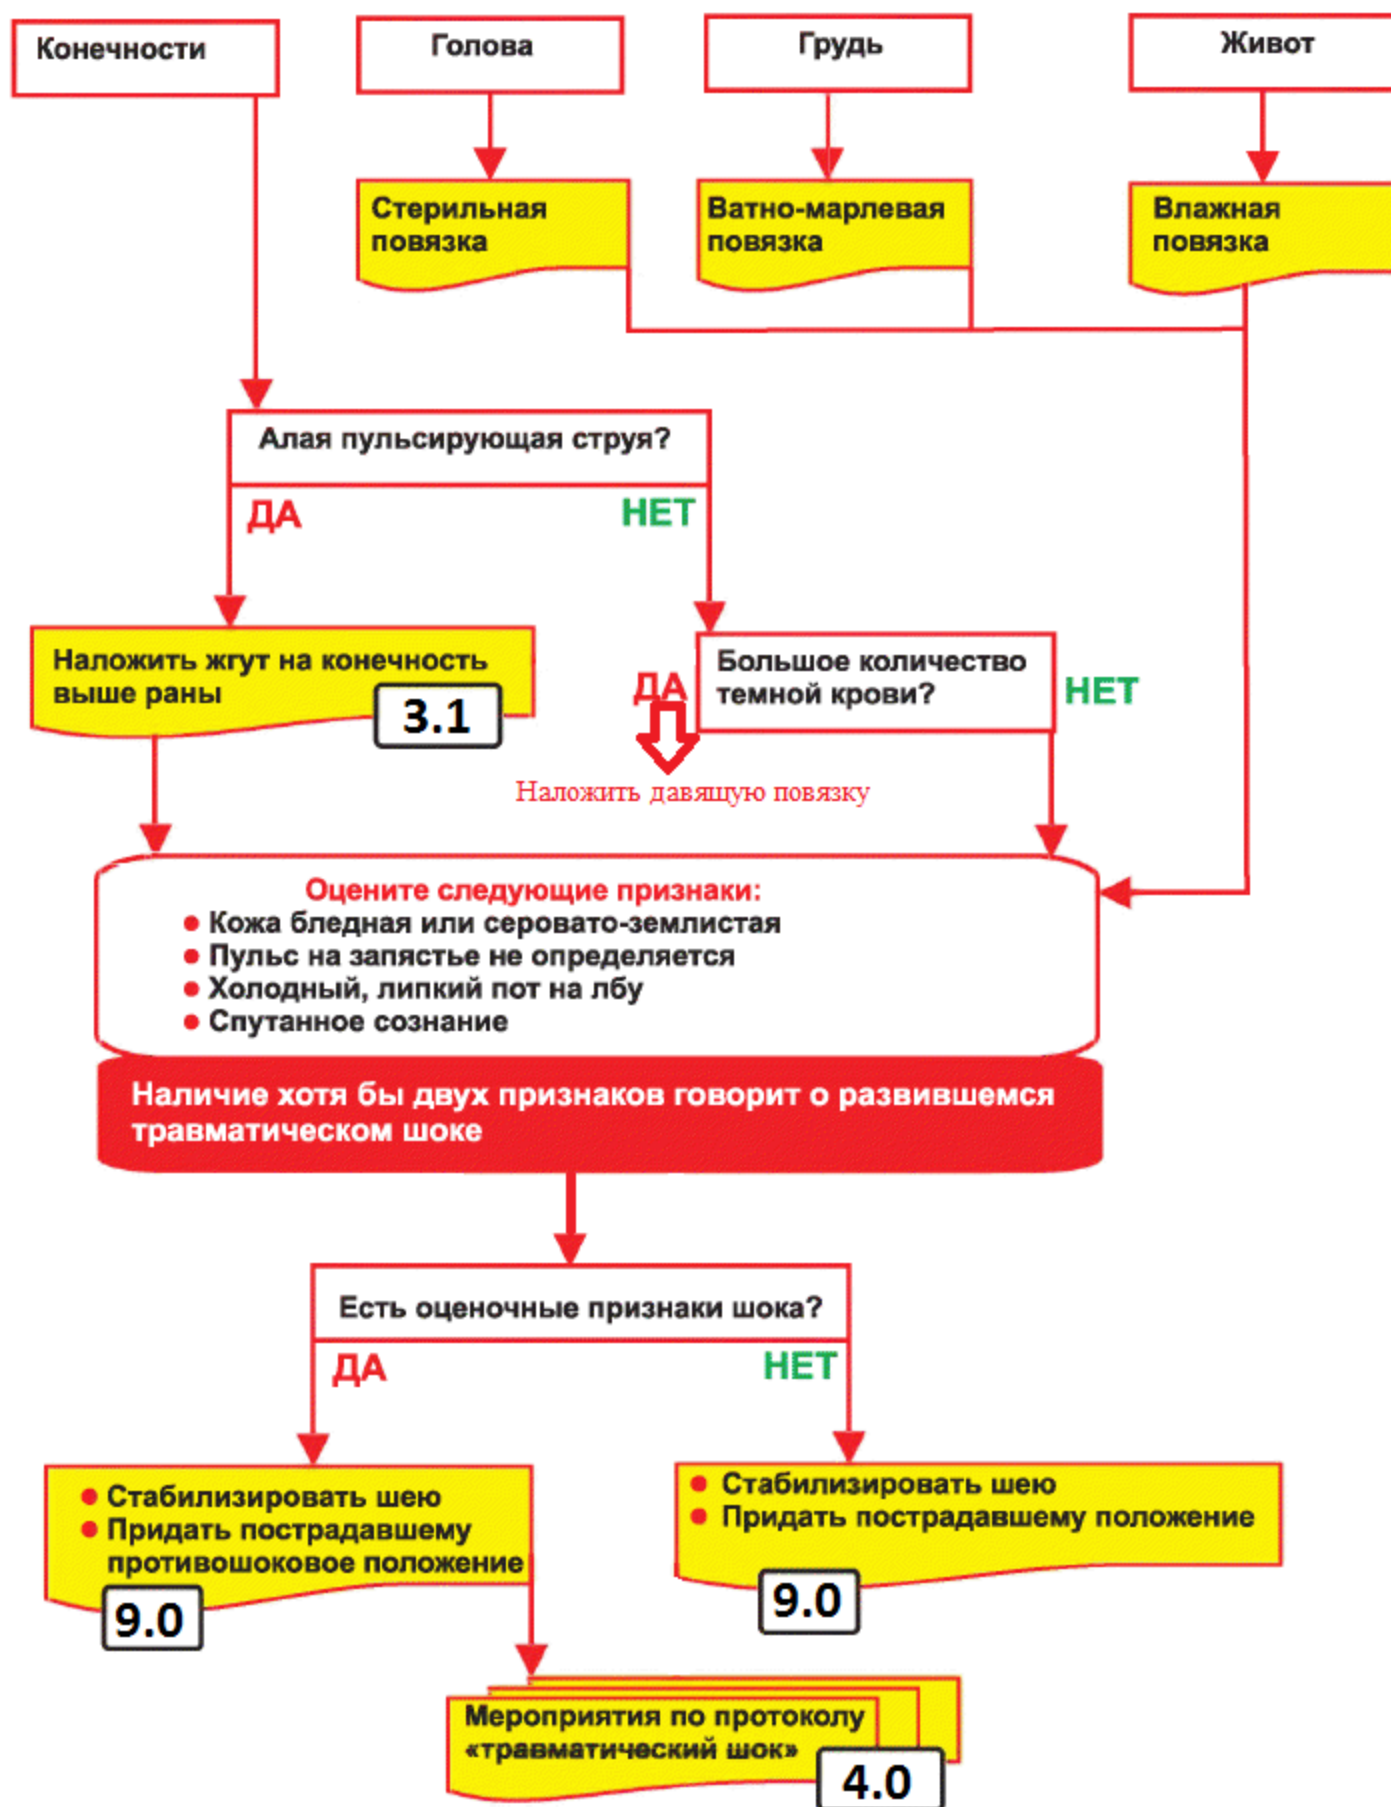 Конечности
Голова
Грудь
Живот
Стерильная
повязка
Ватно-марлевая
повязка
Влажная
повязка
Алая пульсирующая струя?
ДА
НЕТ
Наложить жгут на конечность
выше раны
3.1
ДА
Большое количество
темной крови?
НЕТ
Наложить давящую повязку
Оцените следующие признаки:
● Кожа бледная или серовато-землистая
● Пульс на запястье не определяется
● Холодный, липкий пот на лбу
● Спутанное сознание
Наличие хотя бы двух признаков говорит о развившемся
травматическом шоке
Есть оценочные признаки шока?
ДА
НЕТ
● Стабилизировать шею
● Придать пострадавшему
противошоковое положение
9.0
● Стабилизировать шею
● Придать пострадавшему положение
9.0
Мероприятия по протоколу
«травматический шок»
4.0